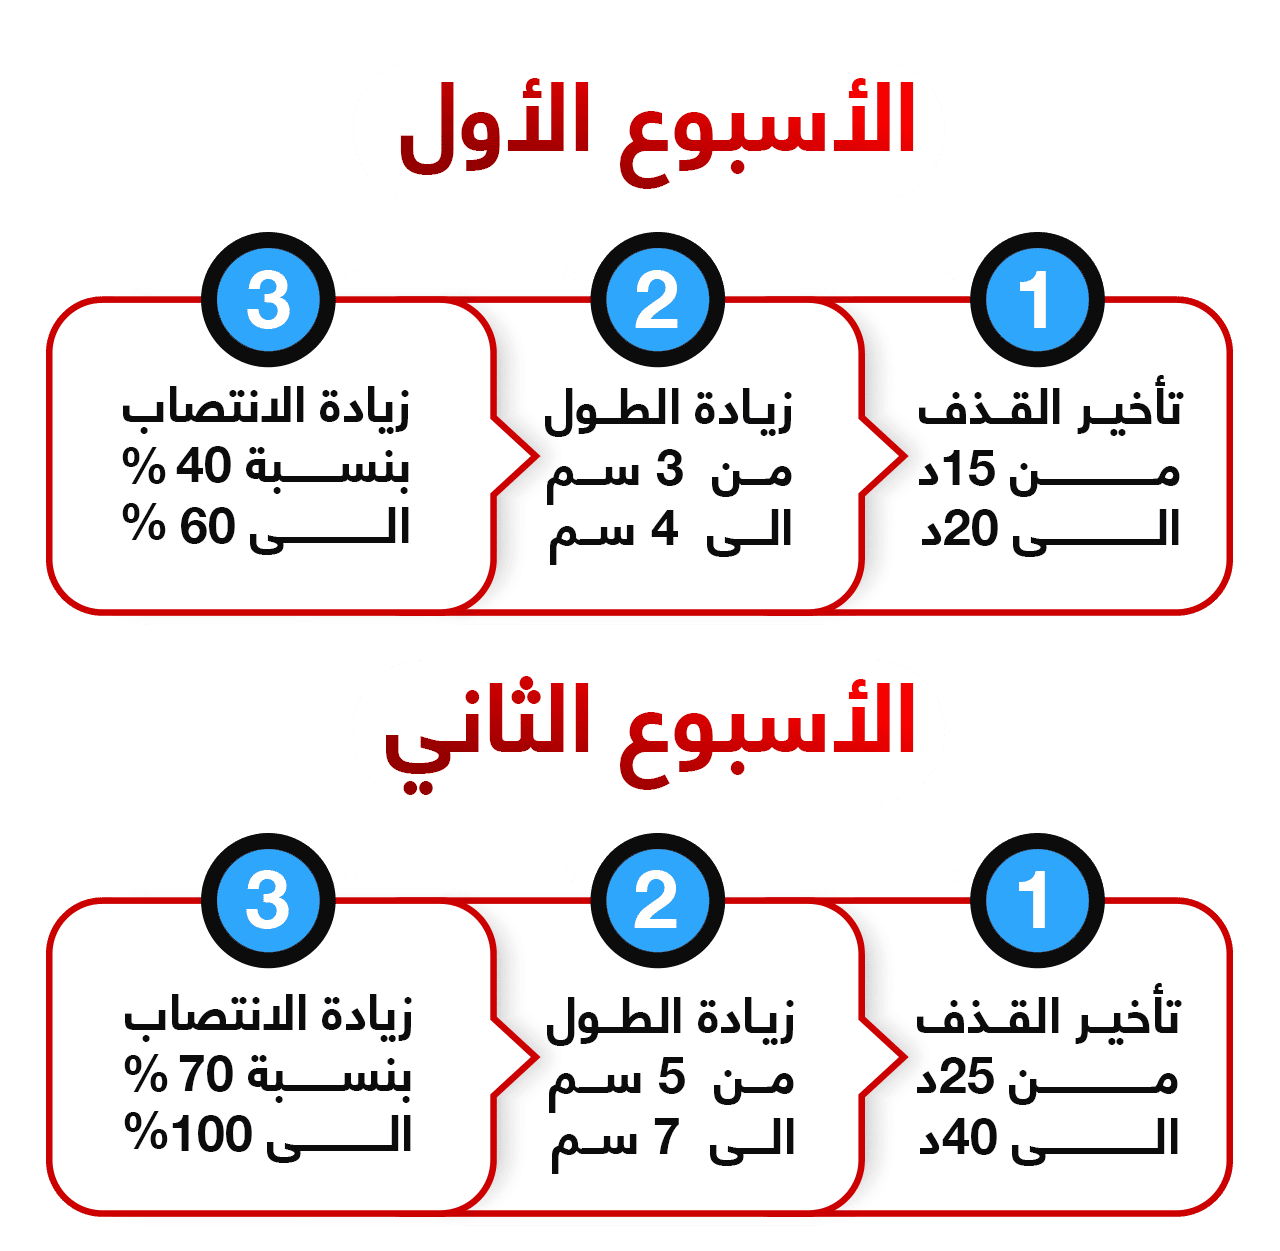 الأسبوع الأول
1
تأخير القذف
من 15د
الى 20د
2
زيادة الطول
من 3 سم
الى 4 سم
3
زيادة الانتصاب
بنسبة 40 %
الى 60 %
الأسبوع الثاني
1
تأخير القذف
من 25د
الى 40د
2
زيادة الطول
من 5 سم
الى 7 سم
3
زيادة الانتصاب
بنسبة 70 %
الى 100%